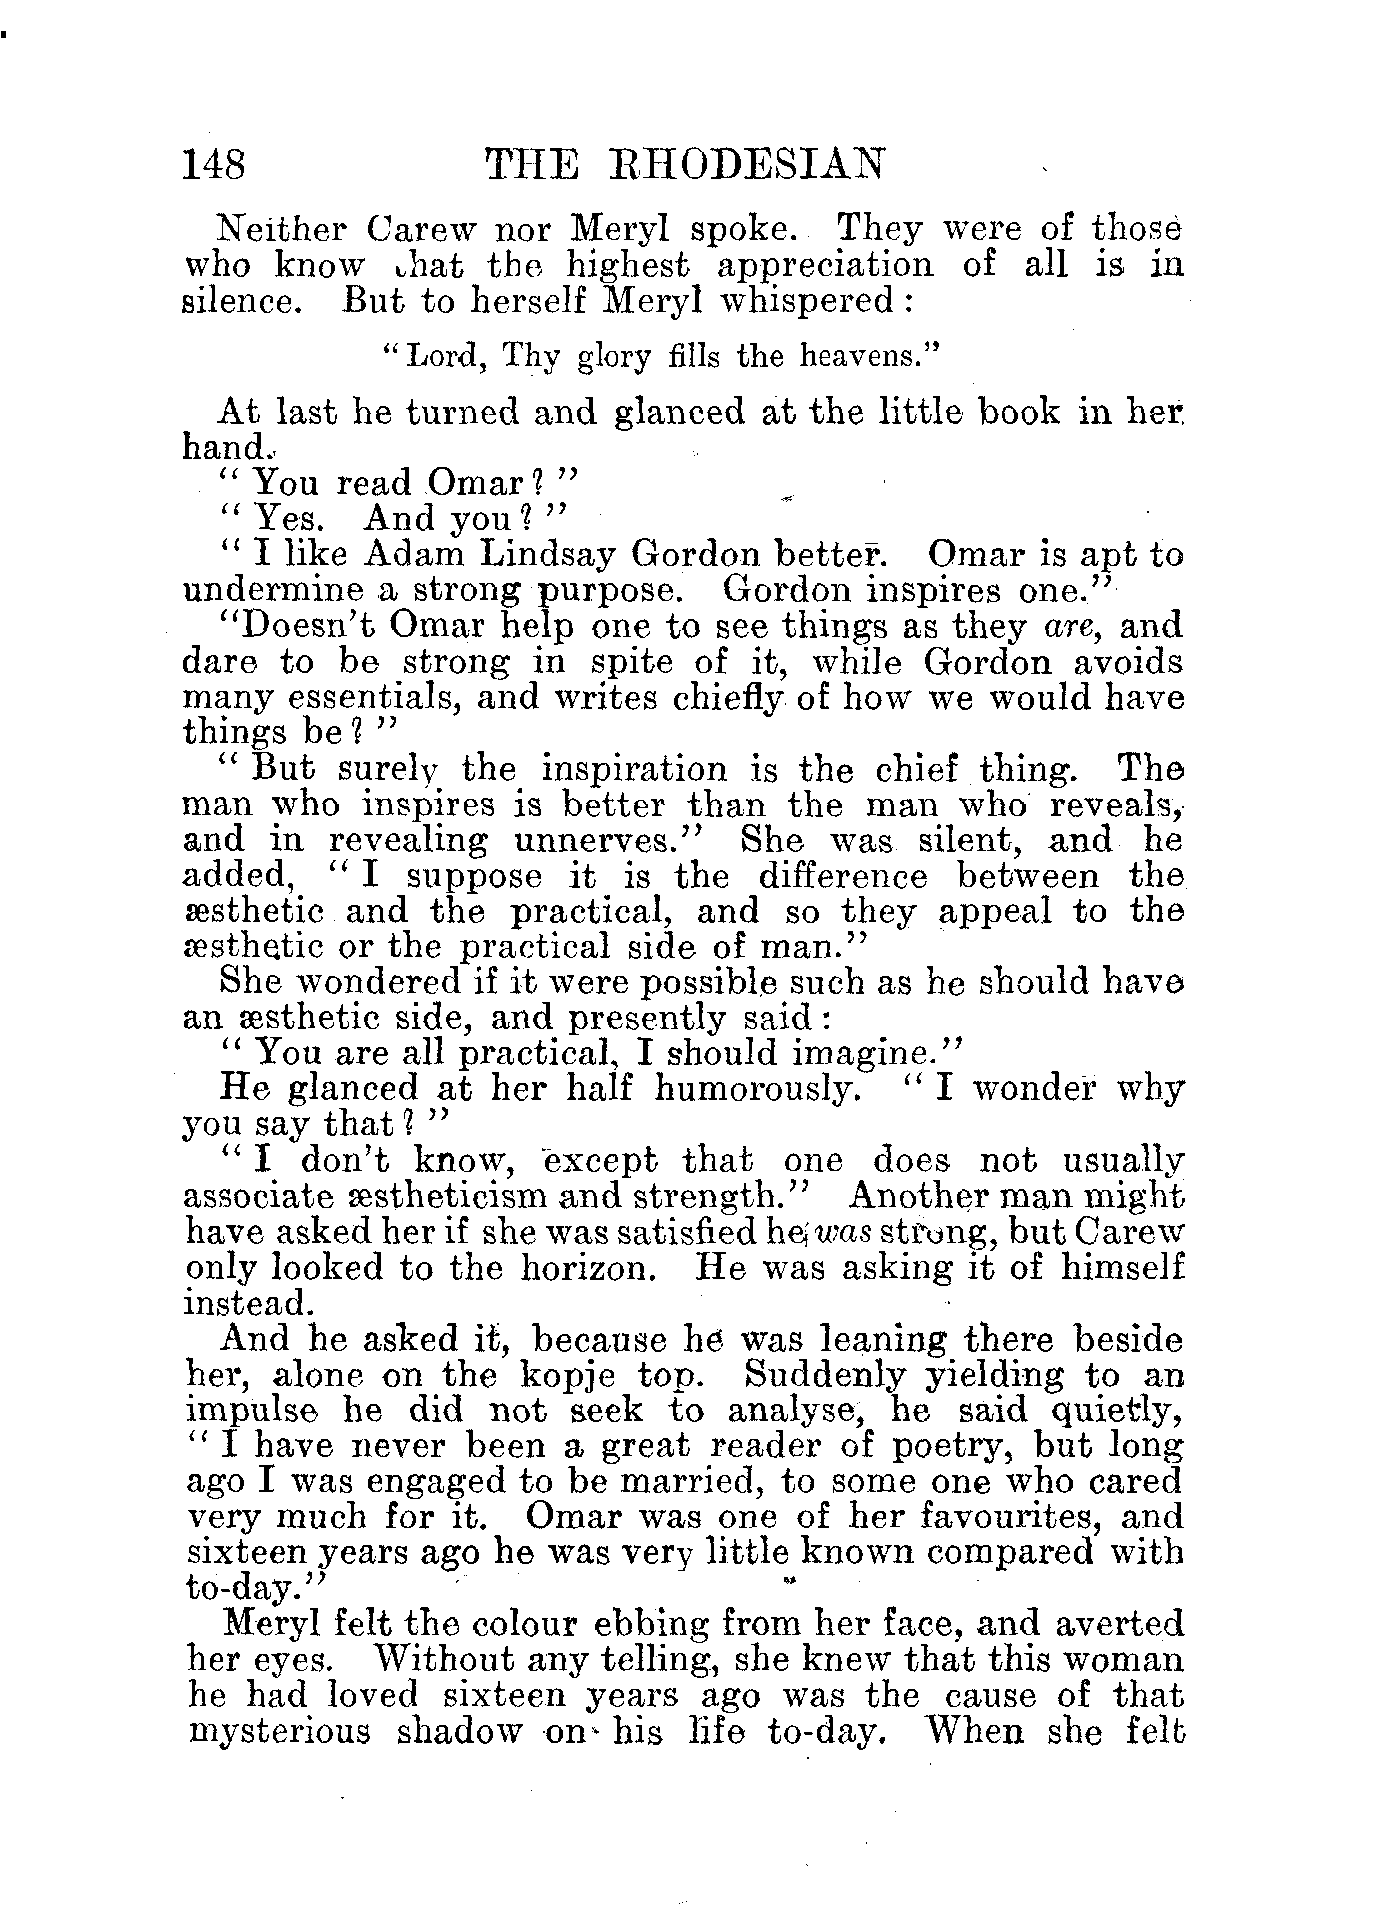 148 THE RHODESIAN
Neither Carew nor Meryl spoke. They were of those
who know that the highest appreciation of all is in
silence. But to herself Meryl whispered :
"Lord, Thy glory fills the heavens."
At last he turned and glanced at the little book in her
hand.
" You read Omar? "
" Yes. And you? "
" I like Adam Lindsay Gordon better. Omar is apt to
undermine a strong purpose. Gordon inspires one."
"Doesn't Omar help one to see things as they are, and
dare to be strong in spite of it, while Gordon avoids
many essentials, and writes chiefly of how we would have
things be? "
" But surely the inspiration is the chief thing. The
man who inspires is better than the man who reveals,
and in revealing unnerves." She was silent, and he
added, " I suppose it is the difference between the
æsthetic and the practical, and so they appeal to the
æsthetic or the practical side of man."
She wondered if it were possible such as he should have
an æsthetic side, and presently said :
" You are all practical, I should imagine."
He glanced at her half humorously. " I wonder why
you say that? "
" I don't know, except that one does not usually
associate æstheticism and strength." Another man might
have asked her if she was satisfied he was strong, but Carew
only looked to the horizon. He was asking it of himself
instead.
And he asked it, because he was leaning there beside
her, alone on the kopje top. Suddenly yielding to an
impulse he did not seek to analyse, he said quietly,
" I have never been a great reader of poetry, but long
ago I was engaged to be married, to some one who cared
very much for it. Omar was one of her favourites, and
sixteen years ago he was very little known compared with
to-day."
Meryl felt the colour ebbing from her face, and averted
her eyes. Without any telling, she knew that this woman
he had loved sixteen years ago was the cause of that
mysterious shadow on his life to-day. When she felt